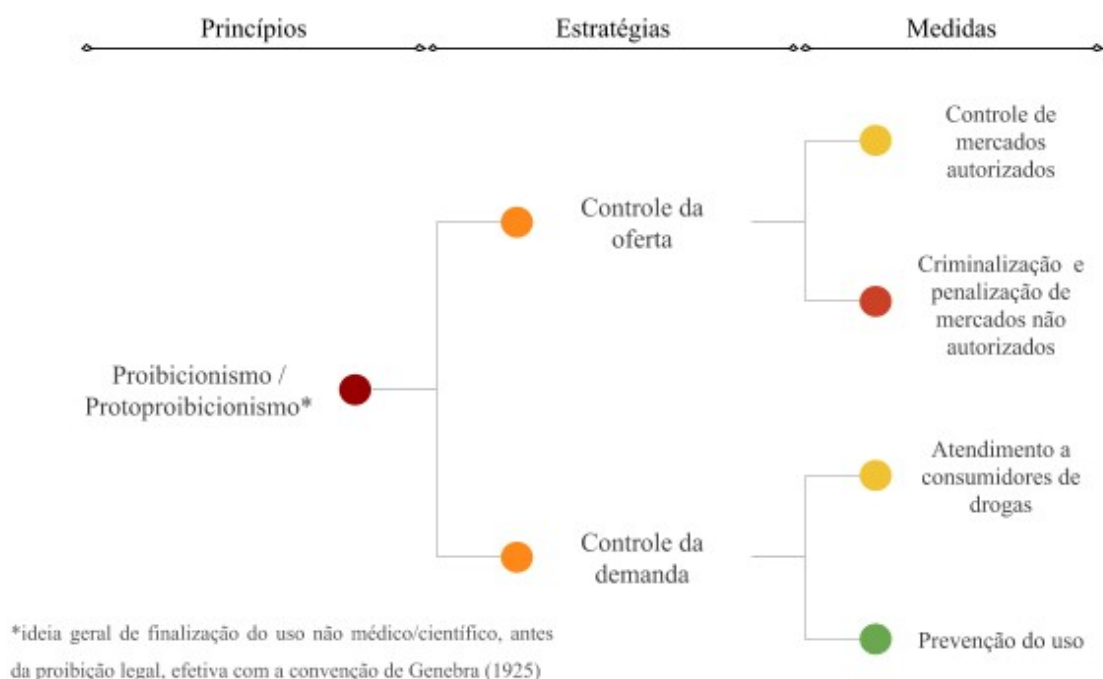 Princípios
Estratégias
Medidas
Controle de
mercados
autorizados
Controle da
oferta
Criminalização e
penalização de
mercados não
autorizados
Proibicionismo /
Protoproibicionismo*
Atendimento a
consumidores de
drogas
Controle da
demanda
Prevenção do uso
*ideia geral de finalização do uso não médico/científico, antes
da proibição legal, efetiva com a convenção de Genebra (1925)